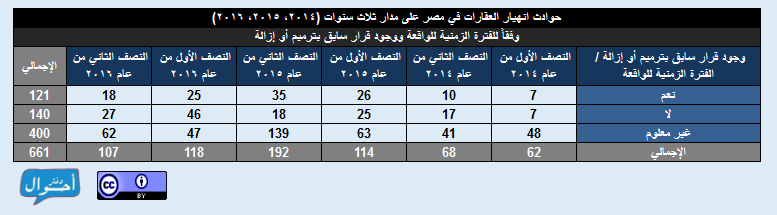 حوادث انهيار العقارات في مصر على مدار ثلاث سنوات (٢٠١٤، ٢٠١٥، ٢٠١٦)
وفقاً للفترة الزمنية للواقعة ووجود قرار سابق بترميم أو إزالة
وجود قرار سابق بترميم أو إزالة / الفترة الزمنية للواقعة النصف الأول من عام ٢٠١٤ النصف الثاني من عام ٢٠١٤ النصف الأول من عام ٢٠١٥ النصف الثاني من عام ٢٠١٥ النصف الأول من عام ٢٠١٦ النصف الثاني من عام ٢٠١٦ الإجمالي
نعم 7 10 26 35 25 18 121
لا 7 17 25 18 46 27 140
غير معلوم 48 41 63 139 47 62 400
الإجمالي 62 68 114 192 118 107 661
دفتر أحوال
cc BY